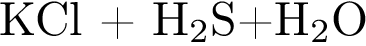 KCl + H₂S+H₂O